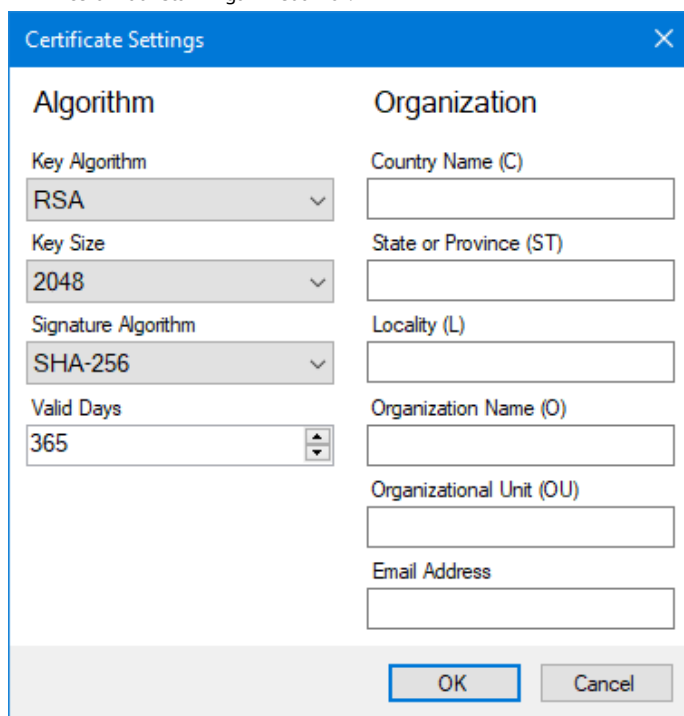 Certificate Settings
Algorithm
Key Algorithm
RSA
Key Size
2048
Signature Algorithm
SHA-256
Valid Days
365
Organization
Country Name (C)
State or Province (ST)
Locality (L)
Organization Name (O)
Organizational Unit (OU)
Email Address
OK
Cancel